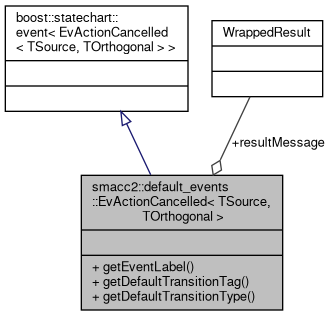 boost::statechart::
event< EvActionCancelled
< TSource, TOrthogonal > >
WrappedResult
+resultMessage
smacc2::default_events
::EvActionCancelled< TSource,
TOrthogonal >
+ getEventLabel()
+ getDefaultTransitionTag()
+ getDefaultTransitionType()